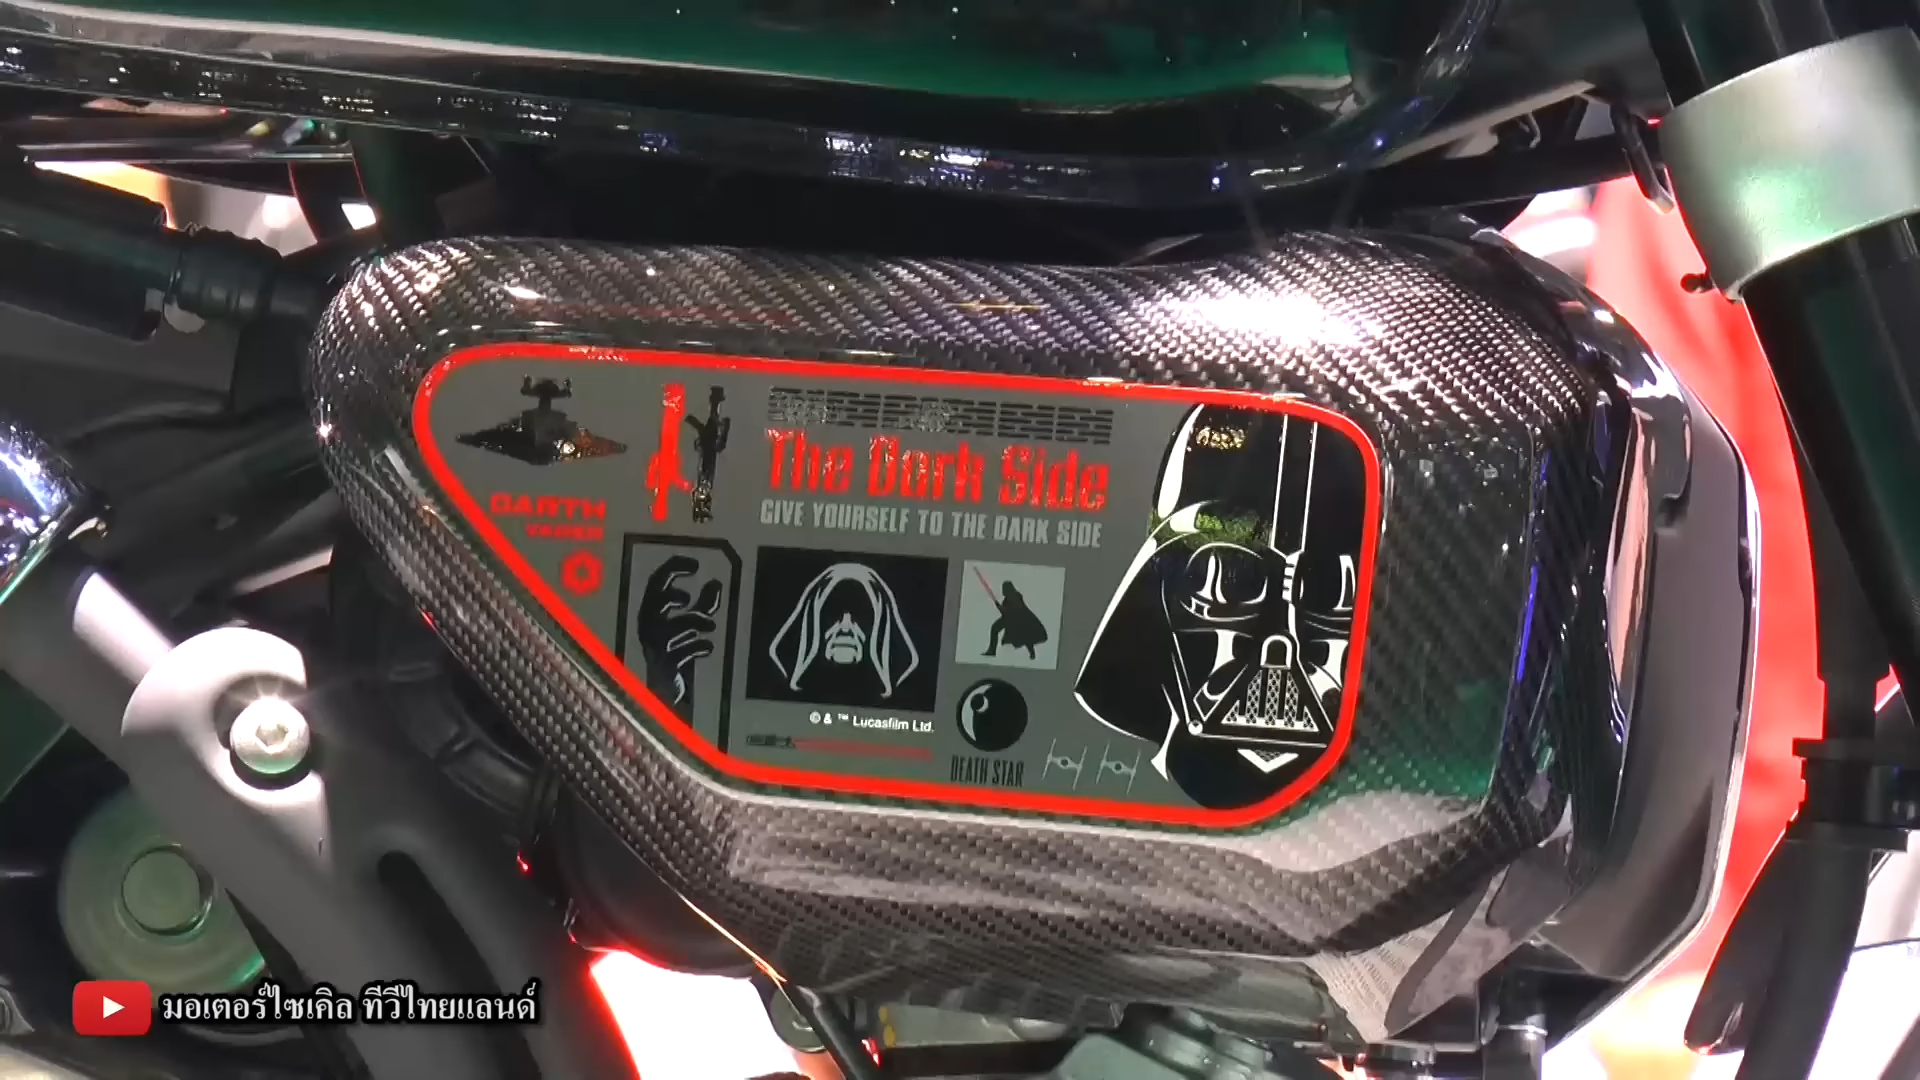 The Dark Side
GIVE YOURSELF TO THE DARK SIDE
DARTH
VADER
© & ™ Lucasfilm Ltd.
DEATH STAR
มอเตอร์ไซเคิล ทีวีไทยแลนด์